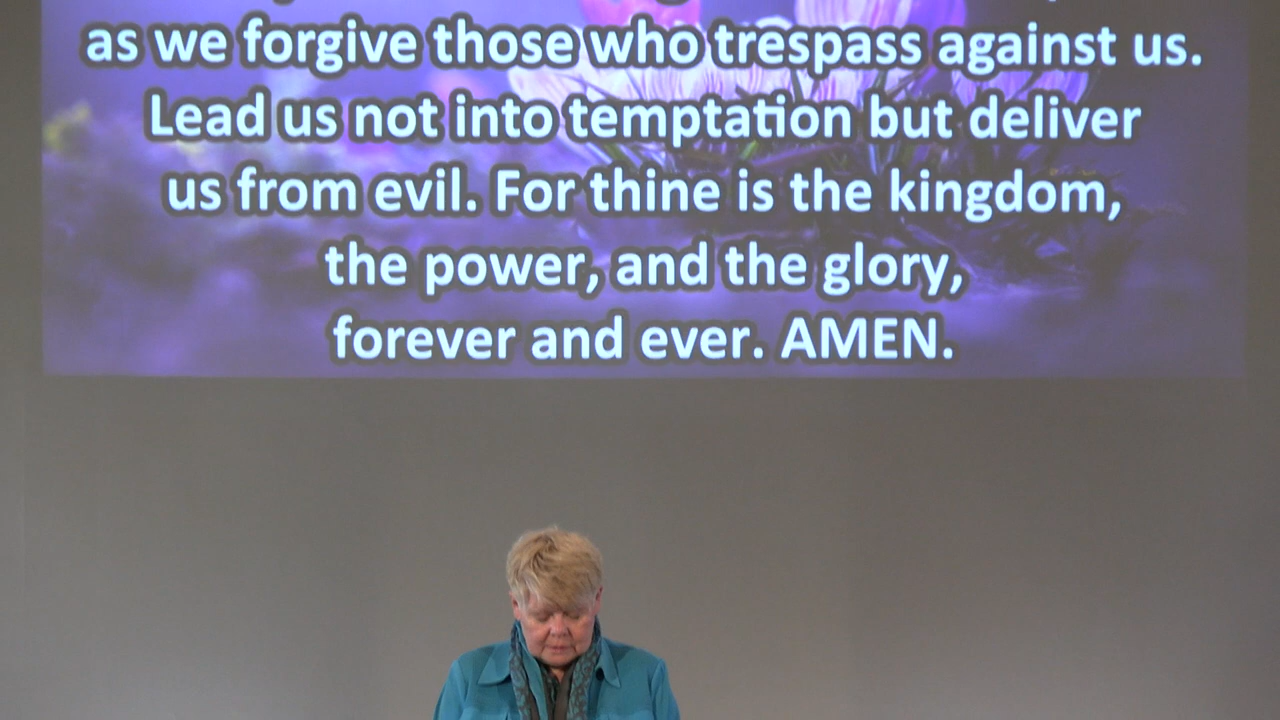 as we forgive those who trespass against us.
Lead us not into temptation but deliver
us from evil. For thine is the kingdom,
the power, and the glory,
forever and ever. AMEN.